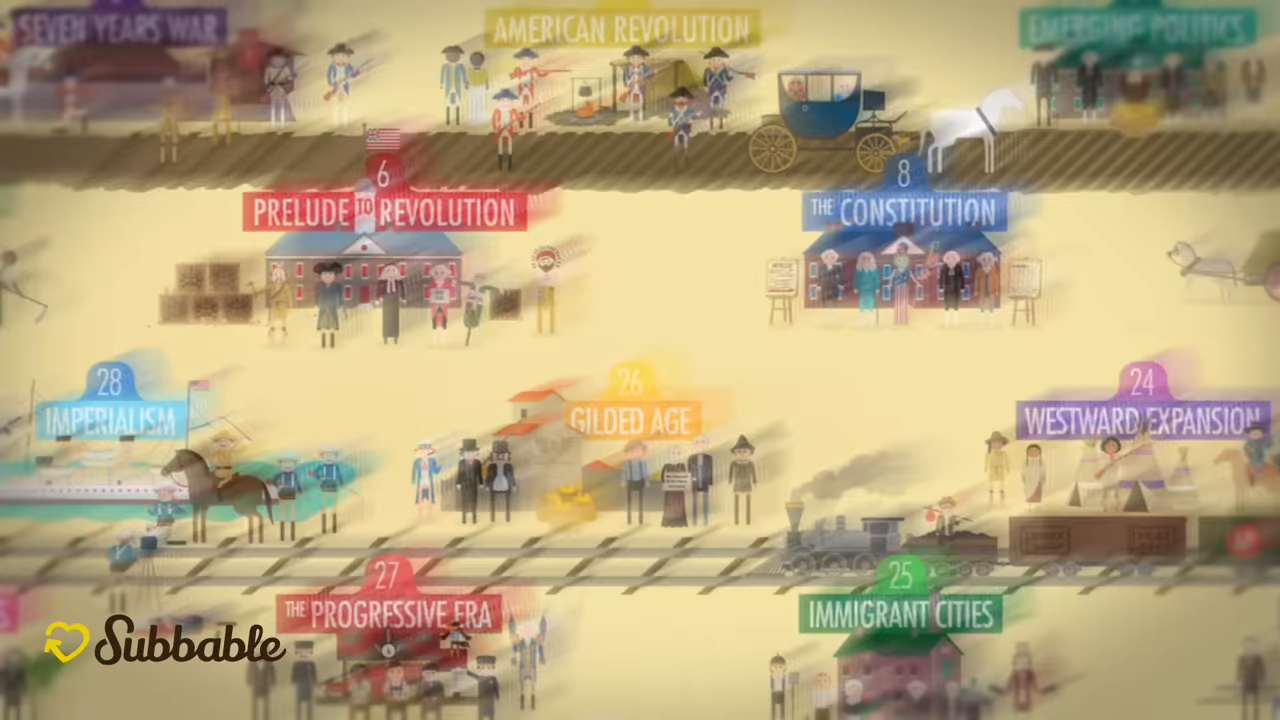 SEVEN YEARS WAR
AMERICAN REVOLUTION
EMERGING POLITICS
6
PRELUDE TO REVOLUTION
8
THE CONSTITUTION
28
IMPERIALISM
26
GILDED AGE
24
WESTWARD EXPANSION
27
THE PROGRESSIVE ERA
25
IMMIGRANT CITIES
Subbable